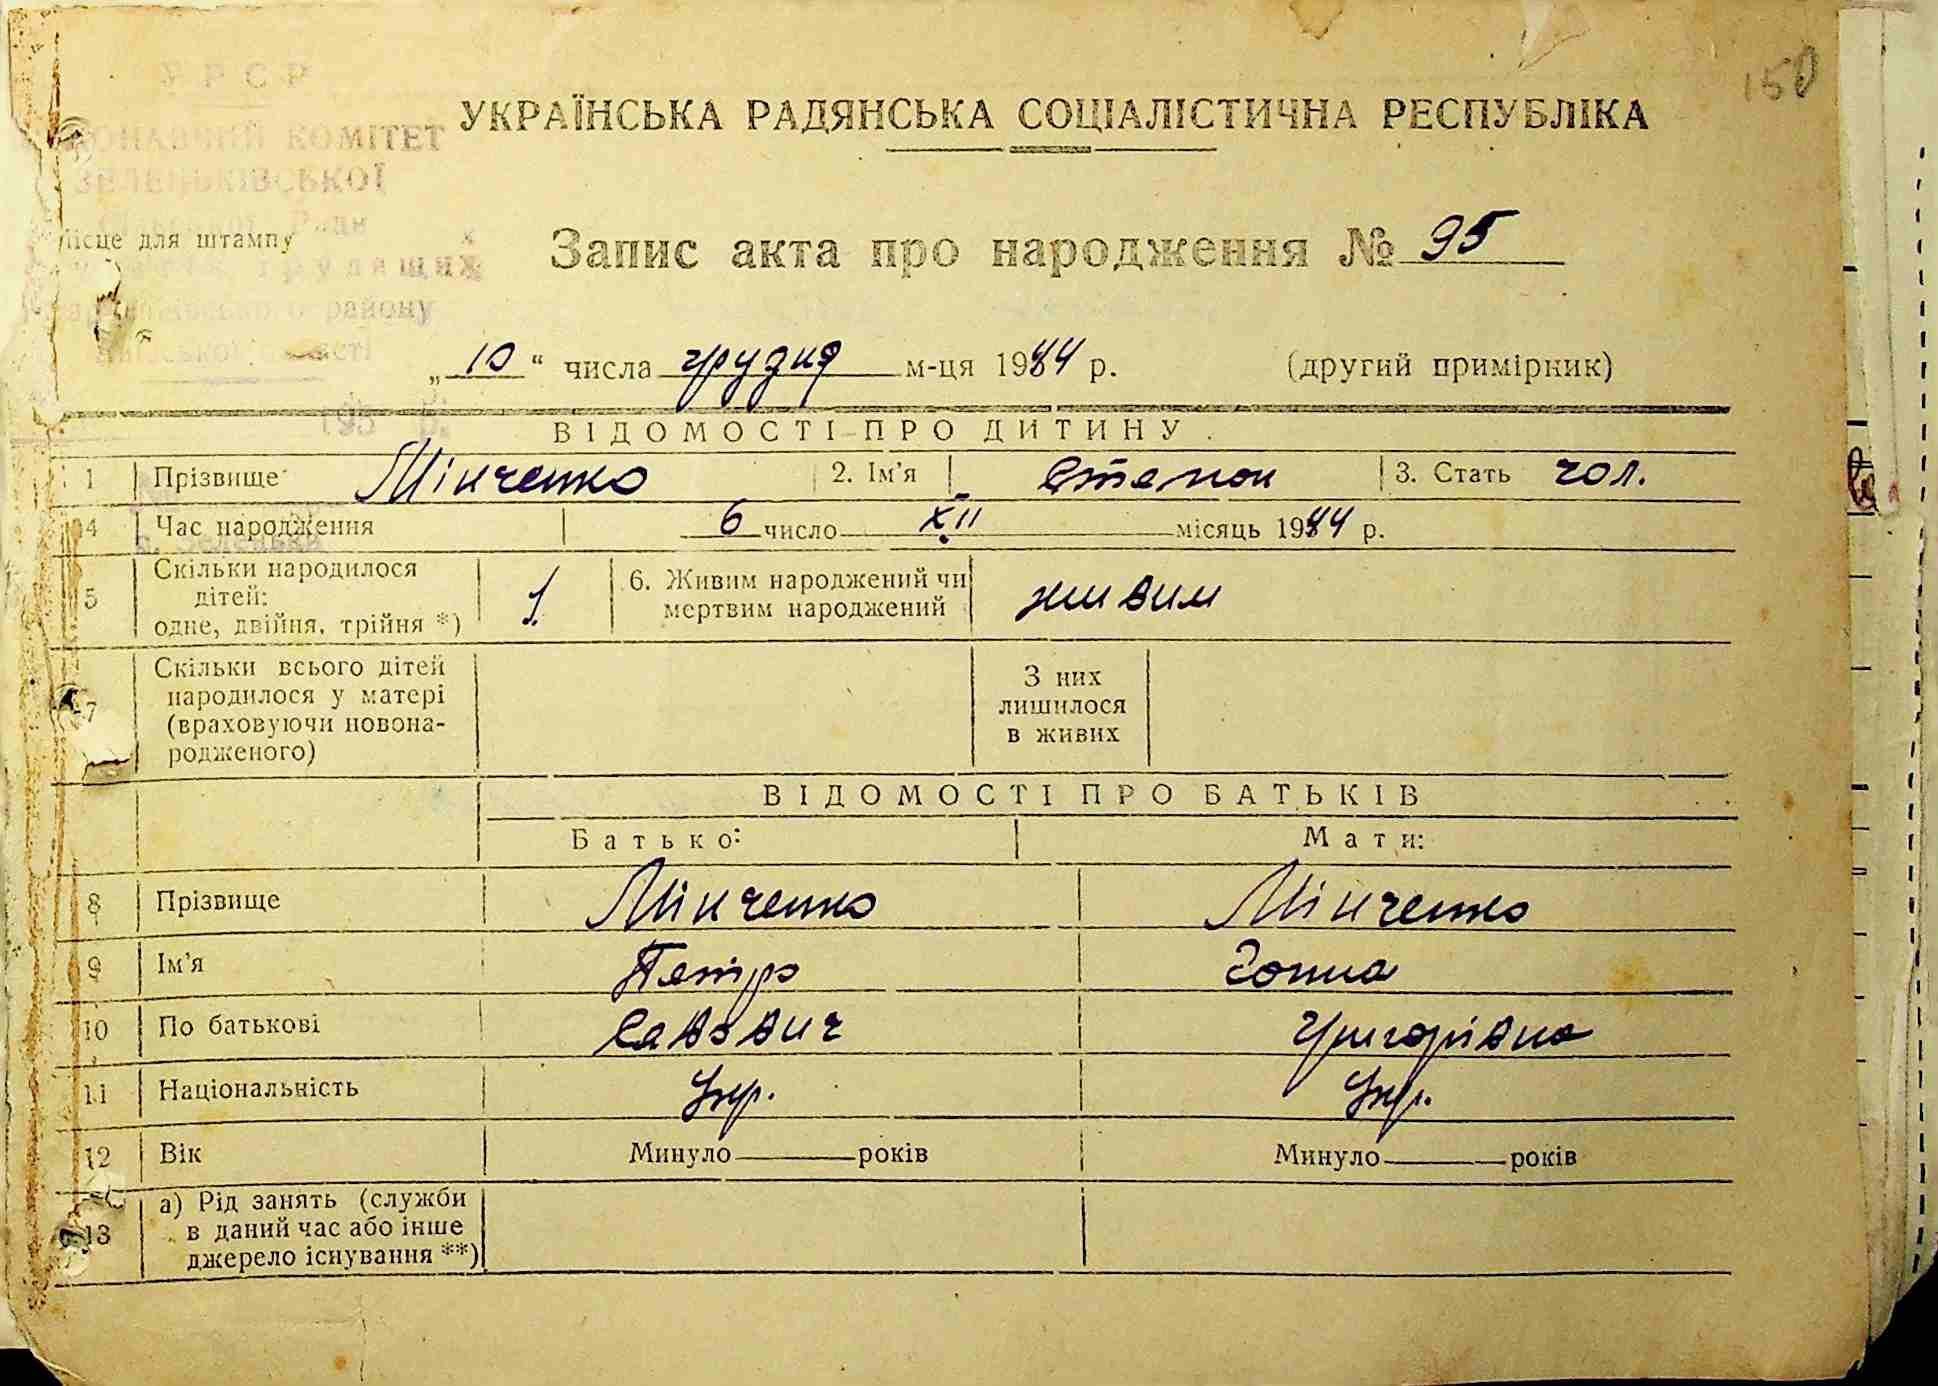 150
УРСР
КОМІТЕТ
ЗЕЛЕНЬКІВСЬКОЇ
УКРАЇНСЬКА РАДЯНСЬКА СОЦІАЛІСТИЧНА РЕСПУБЛІКА
Місце для штампу
трудящих
району
Запис акта про народження № 95
„10“ числа грудня м-ця 1944 р. (другий примірник)
195 р.
ВІДОМОСТІ ПРО ДИТИНУ
1 Прізвище Мінченко 2. Ім’я Степан 3. Стать чол.
4 Час народження 6 число XII місяць 1944 р.
с. Зеленьки
5 Скільки народилося дітей: одне, двійня, трійня *) 1 6. Живим народжений чи мертвим народжений живим
7 Скільки всього дітей народилося у матері (враховуючи новона-родженого) З них лишилося в живих
ВІДОМОСТІ ПРО БАТЬКІВ
Батько: Мати:
8 Прізвище Мінченко Мінченко
9 Ім’я Петро Ганна
10 По батькові Савович Григорівна
11 Національність Укр. Укр.
12 Вік Минуло років Минуло років
13 а) Рід занять (служби в даний час або інше джерело існування **)